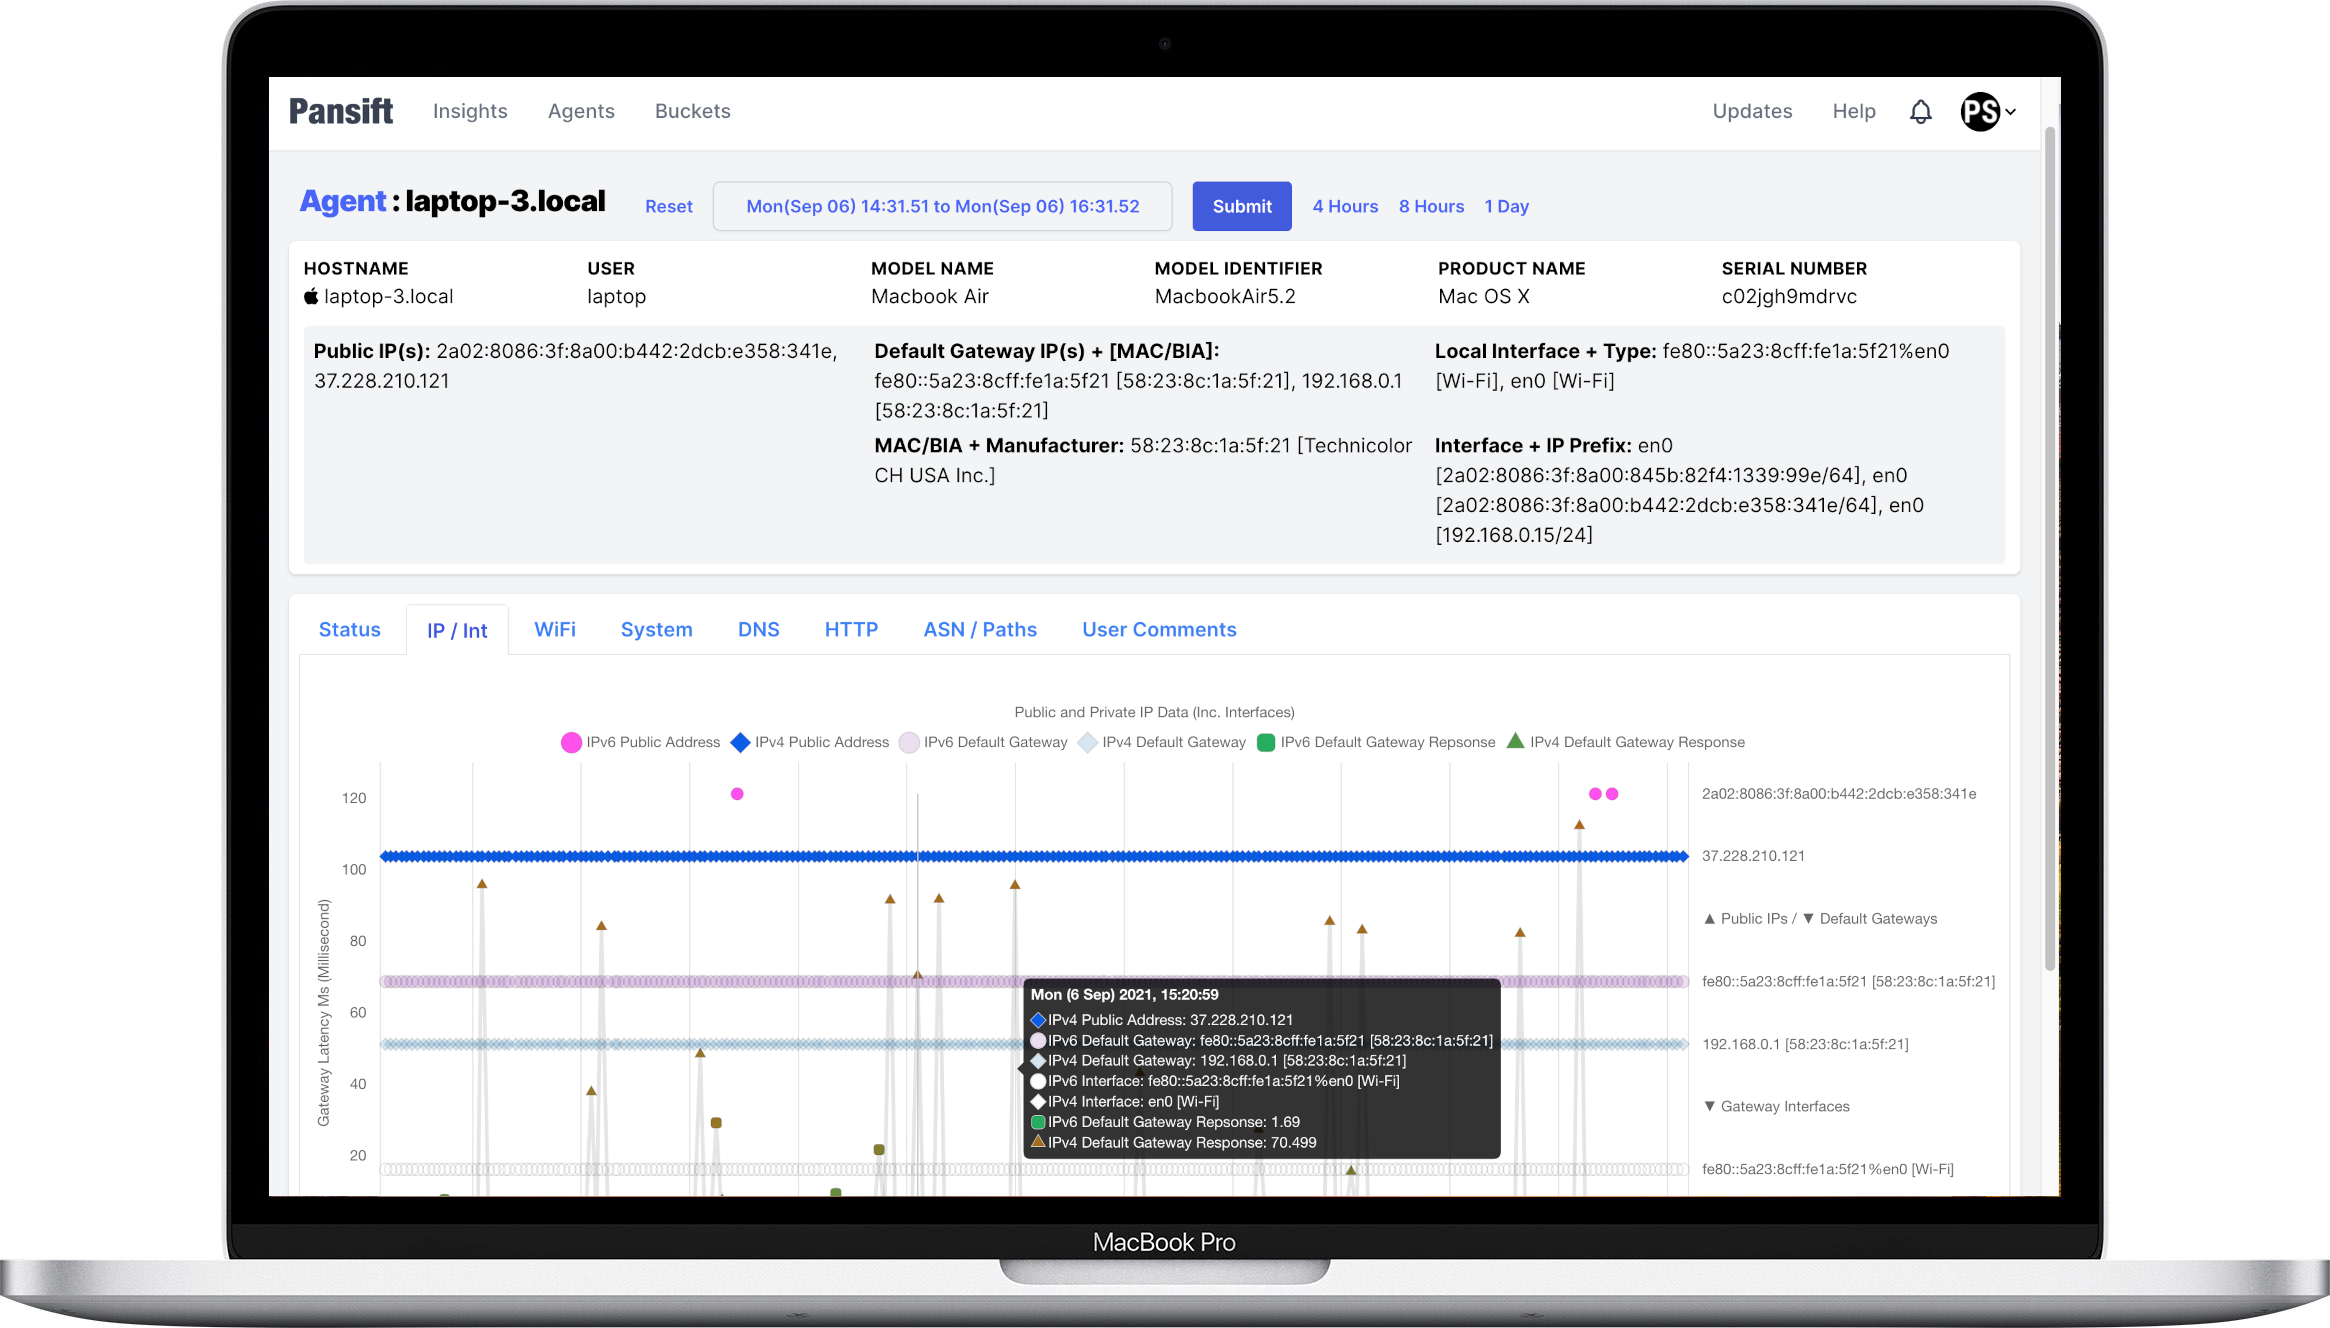 Pansift Insights Agents Buckets Updates Help PS
Agent : laptop-3.local Reset Mon(Sep 06) 14:31.51 to Mon(Sep 06) 16:31.52 Submit 4 Hours 8 Hours 1 Day
HOSTNAME USER MODEL NAME MODEL IDENTIFIER PRODUCT NAME SERIAL NUMBER
laptop-3.local laptop Macbook Air MacbookAir5.2 Mac OS X c02jgh9mdrvc
Public IP(s): 2a02:8086:3f:8a00:b442:2dcb:e358:341e,
37.228.210.121
Default Gateway IP(s) + [MAC/BIA]:
fe80::5a23:8cff:fe1a:5f21 [58:23:8c:1a:5f:21], 192.168.0.1
[58:23:8c:1a:5f:21]
Local Interface + Type: fe80::5a23:8cff:fe1a:5f21%en0
[Wi-Fi], en0 [Wi-Fi]
MAC/BIA + Manufacturer: 58:23:8c:1a:5f:21 [Technicolor
CH USA Inc.]
Interface + IP Prefix: en0
[2a02:8086:3f:8a00:845b:82f4:1339:99e/64], en0
[2a02:8086:3f:8a00:b442:2dcb:e358:341e/64], en0
[192.168.0.15/24]
Status IP / Int WiFi System DNS HTTP ASN / Paths User Comments
Public and Private IP Data (Inc. Interfaces)
IPv6 Public Address IPv4 Public Address IPv6 Default Gateway IPv4 Default Gateway IPv6 Default Gateway Repsonse IPv4 Default Gateway Response
Gateway Latency Ms (Millisecond)
120
100
80
60
40
20
2a02:8086:3f:8a00:b442:2dcb:e358:341e
37.228.210.121
▲ Public IPs / ▼ Default Gateways
fe80::5a23:8cff:fe1a:5f21 [58:23:8c:1a:5f:21]
192.168.0.1 [58:23:8c:1a:5f:21]
▼ Gateway Interfaces
fe80::5a23:8cff:fe1a:5f21%en0 [Wi-Fi]
Mon (6 Sep) 2021, 15:20:59
IPv4 Public Address: 37.228.210.121
IPv6 Default Gateway: fe80::5a23:8cff:fe1a:5f21 [58:23:8c:1a:5f:21]
IPv4 Default Gateway: 192.168.0.1 [58:23:8c:1a:5f:21]
IPv6 Interface: fe80::5a23:8cff:fe1a:5f21%en0 [Wi-Fi]
IPv4 Interface: en0 [Wi-Fi]
IPv6 Default Gateway Repsonse: 1.69
IPv4 Default Gateway Response: 70.499
MacBook Pro